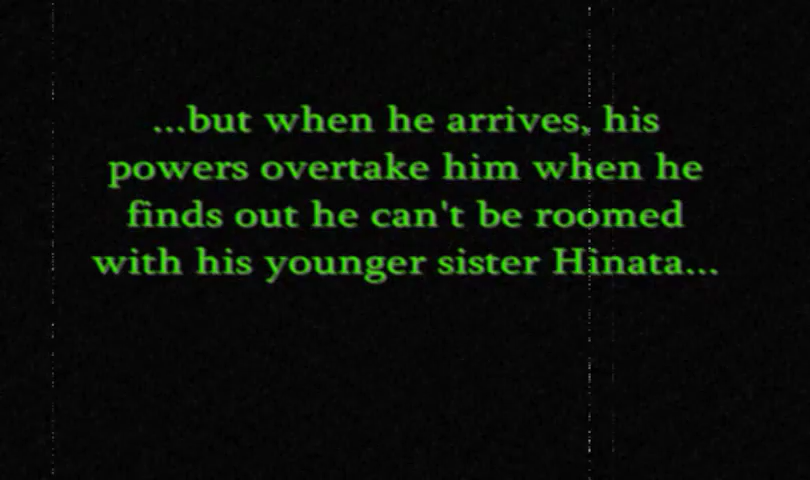 ...but when he arrives, his
powers overtake him when he
finds out he can't be roomed
with his younger sister Hinata...